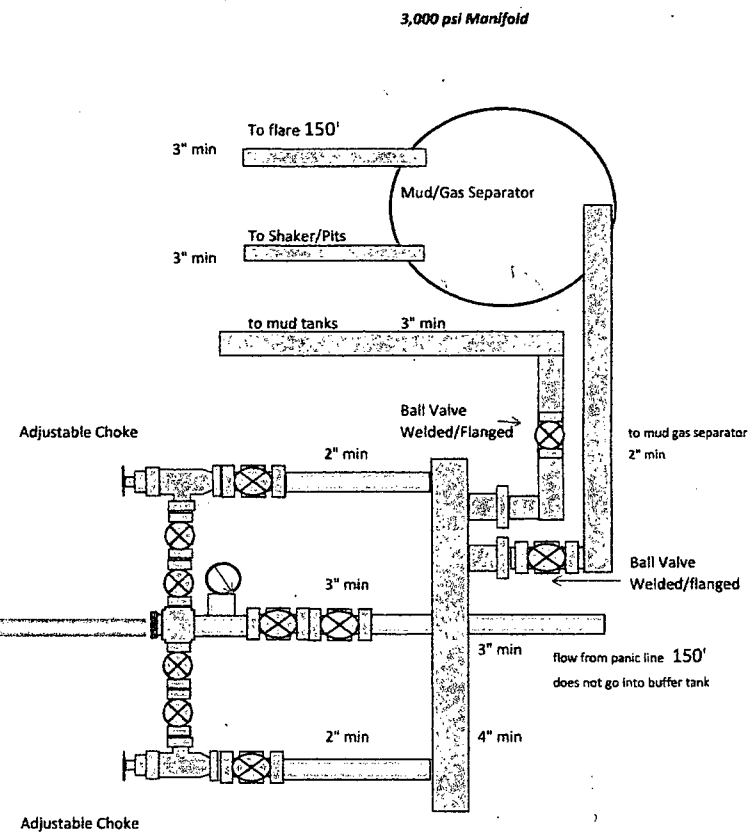 3,000 psi Manifold
To flare 150'
3" min
Mud/Gas Separator
To Shaker/Pits
3" min
to mud tanks 3" min
Ball Valve
Welded/Flanged
Adjustable Choke
to mud gas separator
2" min
2" min
Ball Valve
Welded/flanged
3" min
3" min
flow from panic line 150'
does not go into buffer tank
2" min
4" min
Adjustable Choke